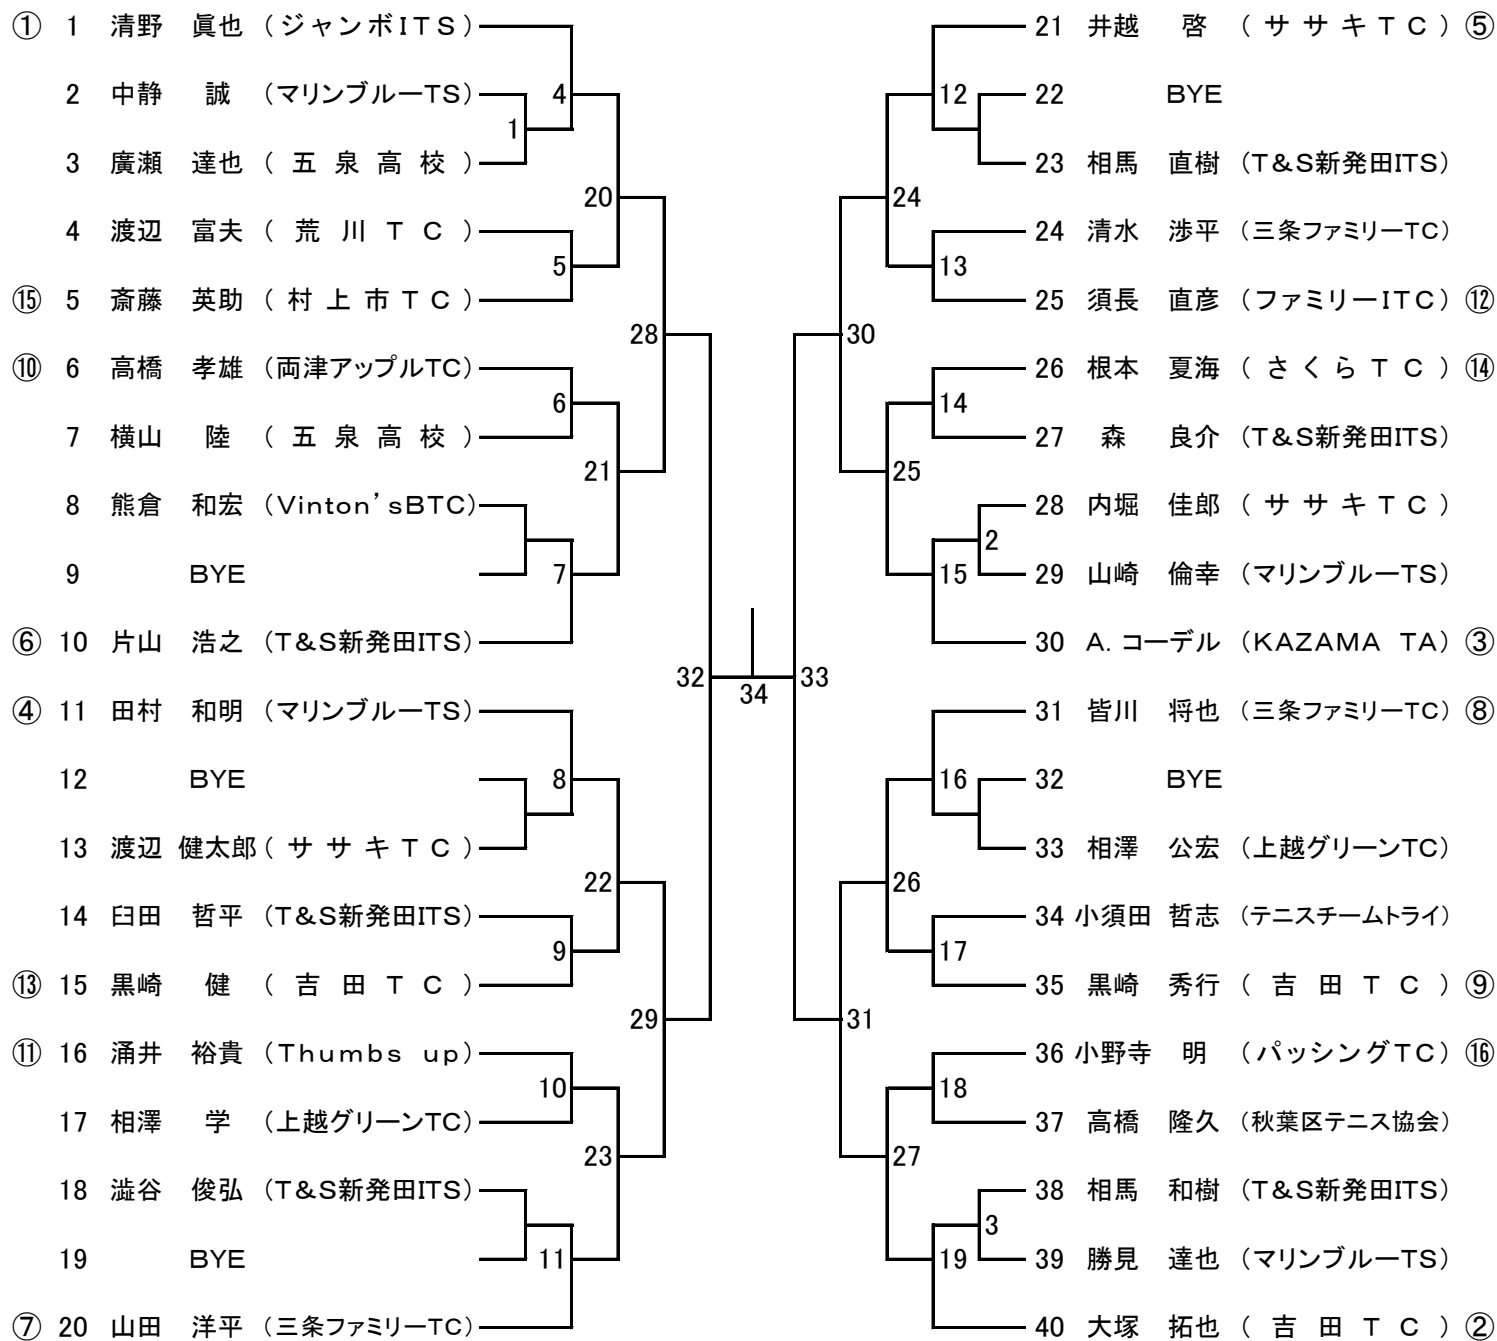 ① 1 清野 眞也 (ジャンボITS)
2 中静 誠 (マリンブルーTS)
4
1
3 廣瀬 達也 (五泉高校)
20
4 渡辺 富夫 (荒川TC)
5
⑮ 5 斎藤 英助 (村上市TC)
28
⑩ 6 高橋 孝雄 (両津アップルTC)
6
7 横山 陸 (五泉高校)
21
8 熊倉 和宏 (Vinton'sBTC)
9 BYE
7
⑥ 10 片山 浩之 (T&S新発田ITS)
32
④ 11 田村 和明 (マリンブルーTS)
12 BYE
8
13 渡辺 健太郎 (ササキTC)
22
14 臼田 哲平 (T&S新発田ITS)
9
⑬ 15 黒崎 健 (吉田TC)
29
⑪ 16 涌井 裕貴 (Thumbs up)
10
17 相澤 学 (上越グリーンTC)
23
18 澁谷 俊弘 (T&S新発田ITS)
19 BYE
11
⑦ 20 山田 洋平 (三条ファミリーTC)
34
21 井越 啓 (ササキTC) ⑤
12
22 BYE
23 相馬 直樹 (T&S新発田ITS)
24
24 清水 渉平 (三条ファミリーTC)
13
25 須長 直彦 (ファミリーITC) ⑫
30
26 根本 夏海 (さくらTC) ⑭
14
27 森 良介 (T&S新発田ITS)
25
28 内堀 佳郎 (ササキTC)
2
15
29 山崎 倫幸 (マリンブルーTS)
30 A.コーデル (KAZAMA TA) ③
33
31 皆川 将也 (三条ファミリーTC) ⑧
16
32 BYE
33 相澤 公宏 (上越グリーンTC)
26
34 小須田 哲志 (テニスチームトライ)
17
35 黒崎 秀行 (吉田TC) ⑨
31
36 小野寺 明 (パッシングTC) ⑯
18
37 高橋 隆久 (秋葉区テニス協会)
27
38 相馬 和樹 (T&S新発田ITS)
3
19
39 勝見 達也 (マリンブルーTS)
40 大塚 拓也 (吉田TC) ②